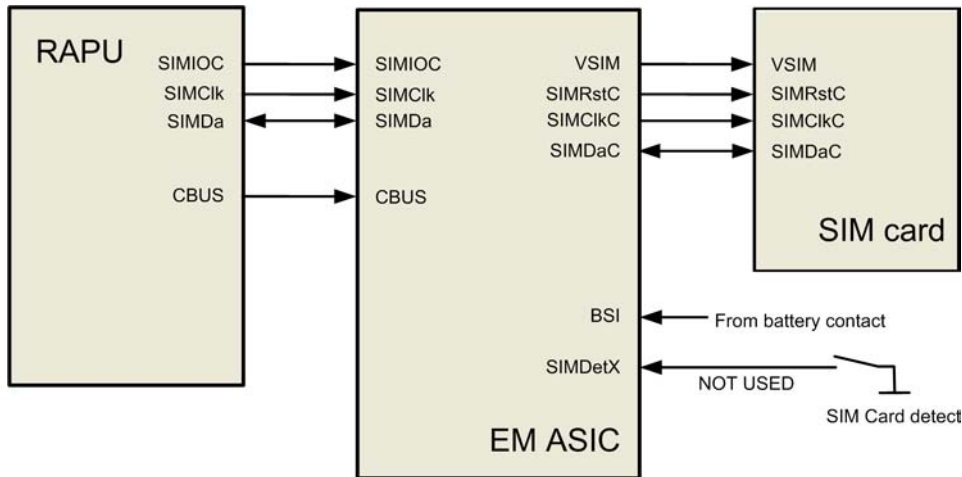 RAPU
SIMIOC
SIMClk
SIMDa
CBUS
SIMIOC
SIMClk
SIMDa
CBUS
VSIM
SIMRstC
SIMClkC
SIMDaC
BSI
SIMDetX
EM ASIC
VSIM
SIMRstC
SIMClkC
SIMDaC
SIM card
From battery contact
NOT USED
SIM Card detect